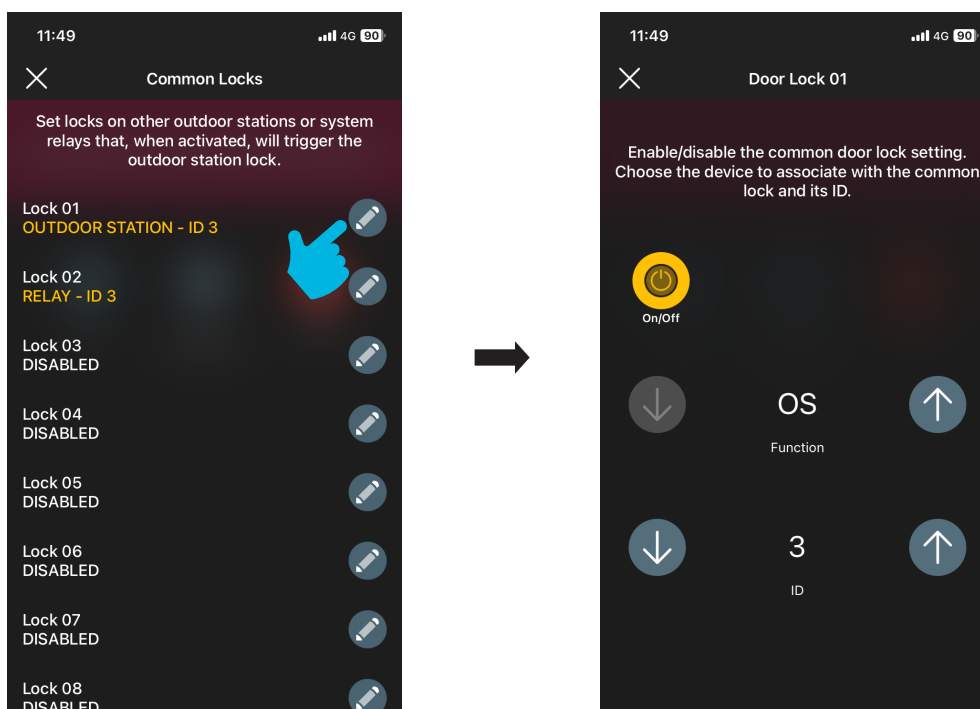 11:49
4G 90
Common Locks
Set locks on other outdoor stations or system
relays that, when activated, will trigger the
outdoor station lock.
Lock 01
OUTDOOR STATION - ID 3
Lock 02
RELAY - ID 3
Lock 03
DISABLED
Lock 04
DISABLED
Lock 05
DISABLED
Lock 06
DISABLED
Lock 07
DISABLED
Lock 08
DISABLED
11:49
4G 90
Door Lock 01
Enable/disable the common door lock setting.
Choose the device to associate with the common
lock and its ID.
On/Off
OS
Function
3
ID